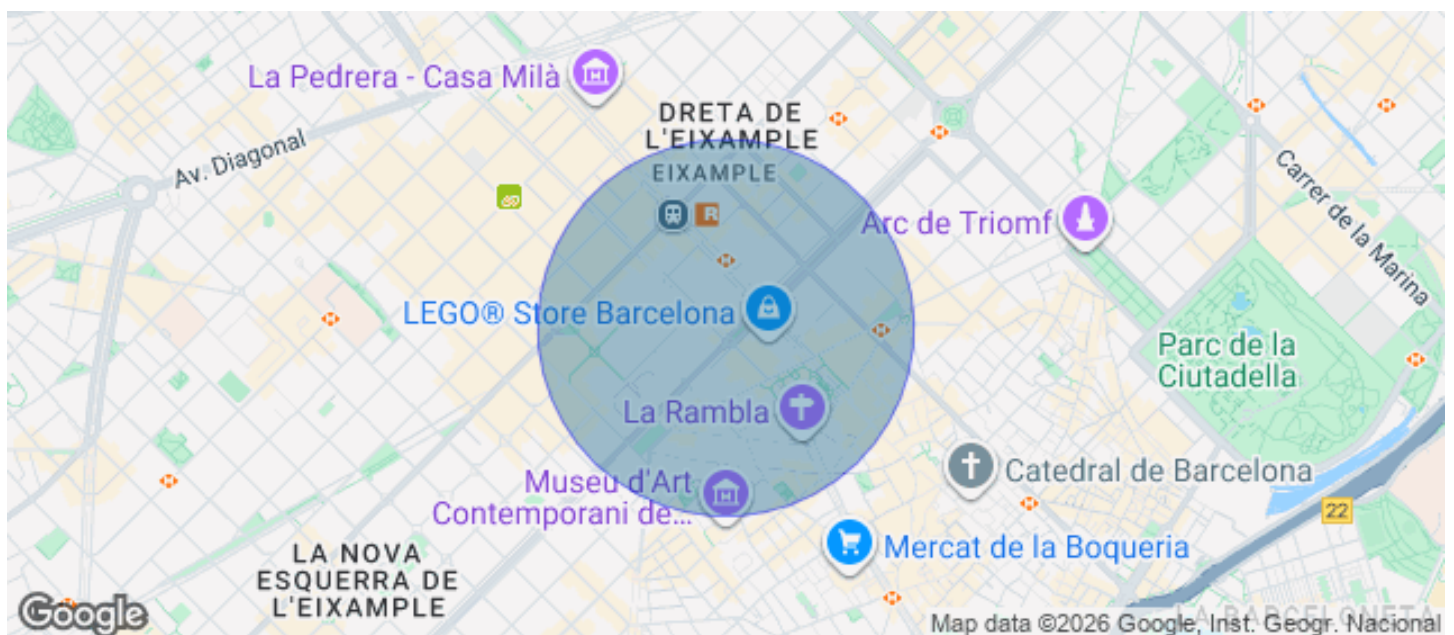 La Pedrera - Casa Milà
DRETA DE
L'EIXAMPLE
EIXAMPLE
Av. Diagonal
R
Carrer de la Marina
Arc de Triomf
LEGO® Store Barcelona
Parc de la
Ciutadella
La Rambla
Catedral de Barcelona
Museu d'Art
Contemporani de...
22
Mercat de la Boqueria
LA NOVA
ESQUERRA DE
L'EIXAMPLE
LA BARCELONETA
Google
Map data ©2026 Google, Inst. Geogr. Nacional